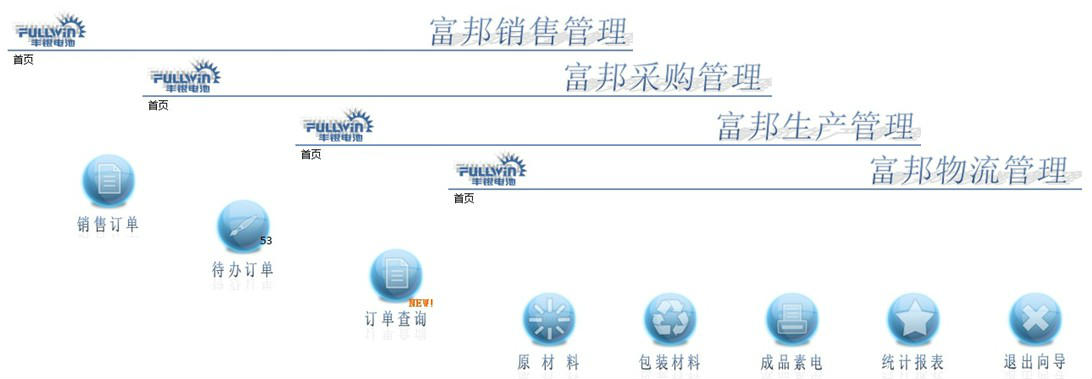 FULLWIN
丰银电池
富邦销售管理
首页
FULLWIN
丰银电池
富邦采购管理
首页
FULLWIN
丰银电池
富邦生产管理
首页
FULLWIN
丰银电池
富邦物流管理
首页
销售订单
53
待办订单
NEW!
订单查询
原材料
包装材料
成品素电
统计报表
退出向导